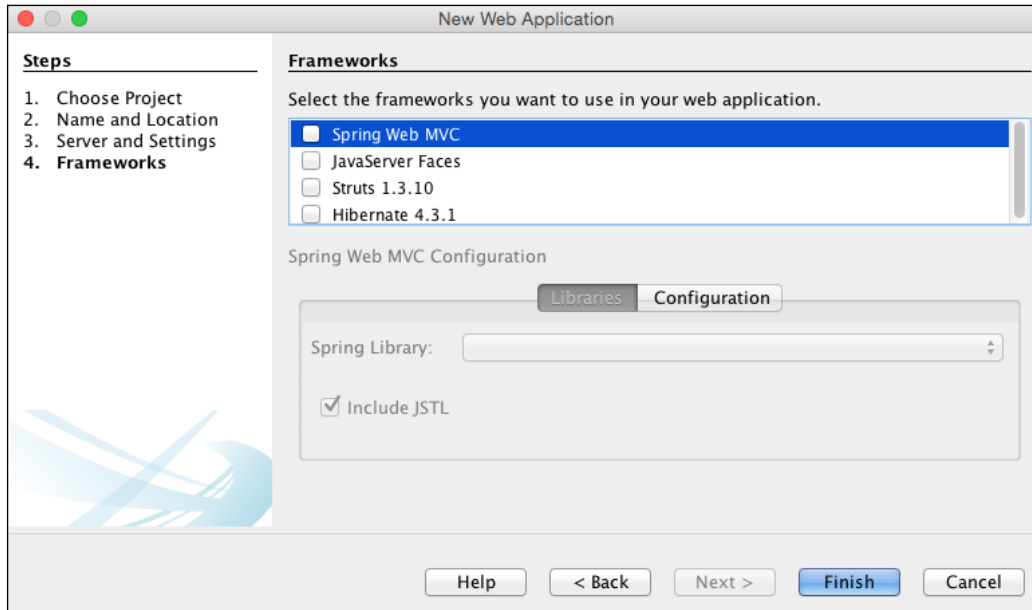 New Web Application
Steps
1. Choose Project
2. Name and Location
3. Server and Settings
4. Frameworks
Frameworks
Select the frameworks you want to use in your web application.
Spring Web MVC
JavaServer Faces
Struts 1.3.10
Hibernate 4.3.1
Spring Web MVC Configuration
Libraries Configuration
Spring Library:
Include JSTL
Help < Back Next > Finish Cancel